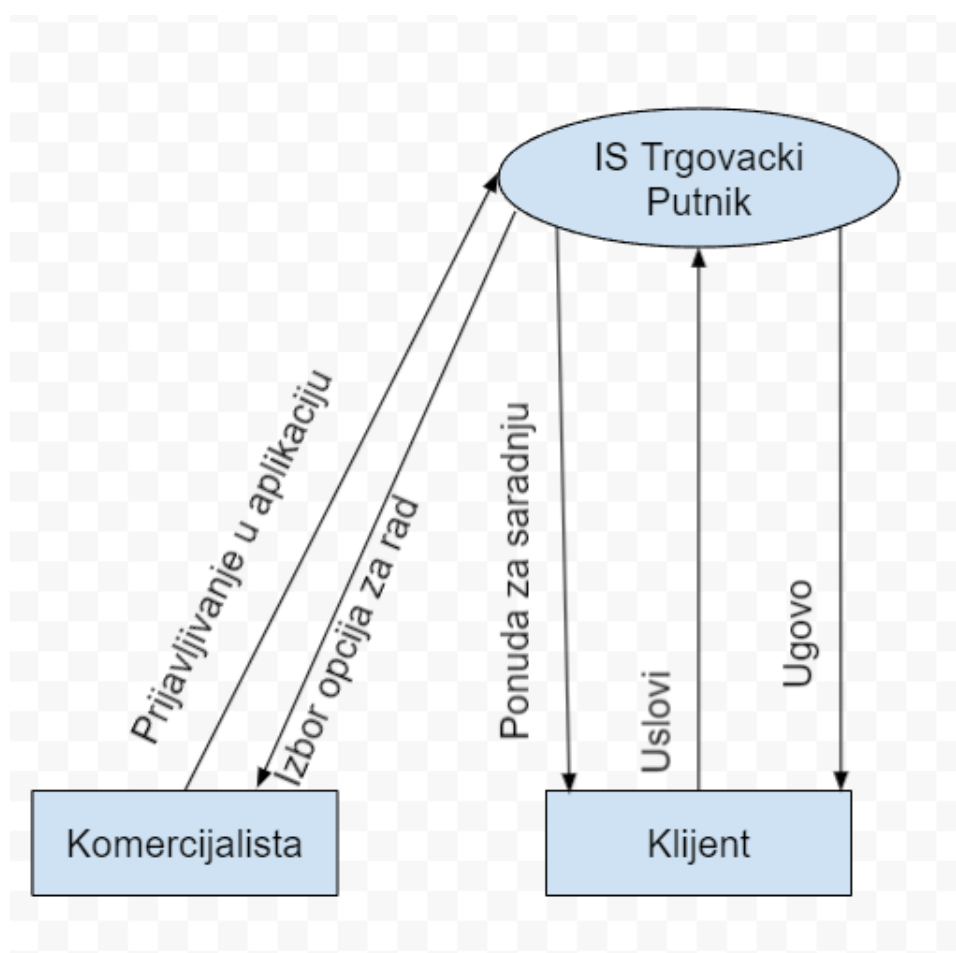 IS Trgovacki
Putnik
Prijavljivanje u aplikaciju
Izbor opcija za rad
Ponuda za saradnju
Uslovi
Ugovo
Komercijalista
Klijent